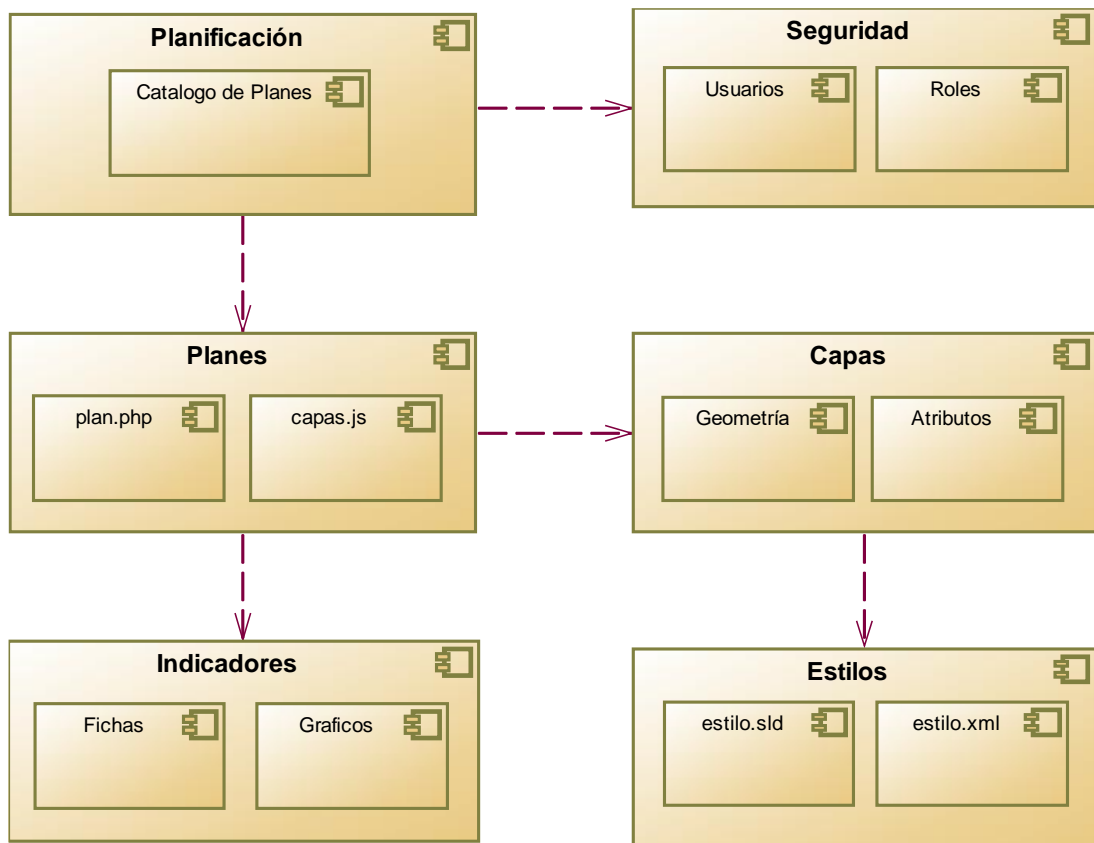 Planificación
Catalogo de Planes
Seguridad
Usuarios
Roles
Planes
plan.php
capas.js
Capas
Geometría
Atributos
Indicadores
Fichas
Graficos
Estilos
estilo.sld
estilo.xml